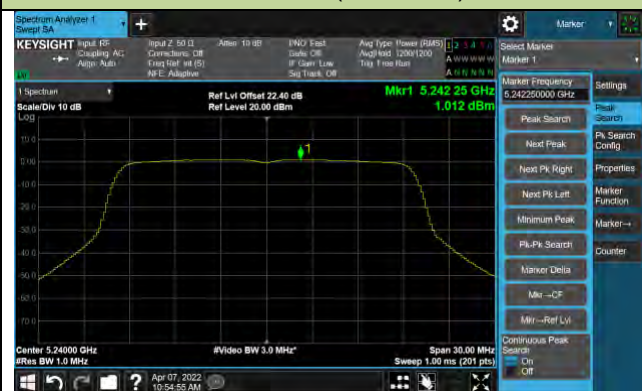 Spectrum Analyzer 1
Swept SA
Marker
KEYSIGHT Input: RF Input Z: 50 Ω Atten: 10 dB PNO: Fast Avg Type: Power (RMS) 1 2 3 4 5 6
Coupling: AC Corrections: Off Gate: Off Avg|Hold: 1200/1200 A W W W W W
Align: Auto Freq Ref: Int (S) IF Gain: Low Trig: Free Run
NFE: Adaptive Sig Track: Off A N N N N N
Select Marker
Marker 1
1 Spectrum
Scale/Div 10 dB
Log
Ref Lvl Offset 22.40 dB
Ref Level 20.00 dBm
Mkr1 5.242 25 GHz
1.012 dBm
10.0
0.00
-10.0
-20.0
-30.0
-40.0
-50.0
-60.0
-70.0
1
Center 5.24000 GHz #Video BW 3.0 MHz* Span 30.00 MHz
#Res BW 1.0 MHz Sweep 1.00 ms (201 pts)
Marker Frequency
5.242250000 GHz
Peak Search
Next Peak
Next Pk Right
Next Pk Left
Minimum Peak
Pk-Pk Search
Marker Delta
Mkr→CF
Mkr→Ref Lvl
Continuous Peak
Search
On
Off
Settings
Peak
Search
Pk Search
Config
Properties
Marker
Function
Marker→
Counter
Apr 07, 2022
10:54:55 AM